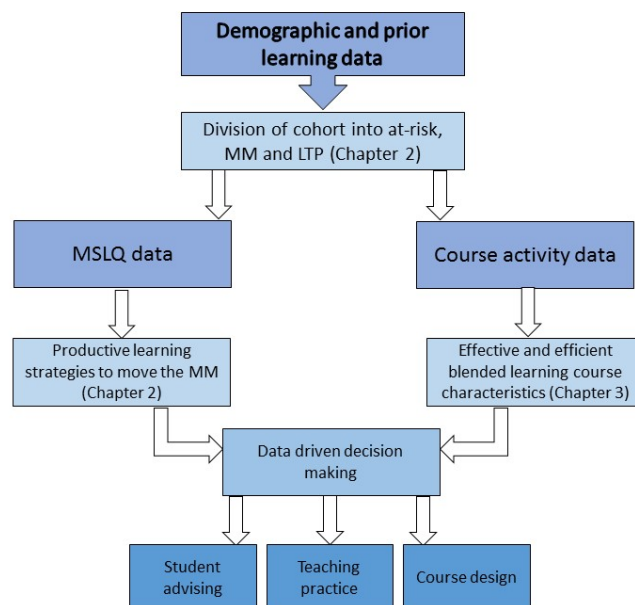 Demographic and prior
learning data
Division of cohort into at-risk,
MM and LTP (Chapter 2)
MSLQ data
Course activity data
Productive learning
strategies to move the MM
(Chapter 2)
Effective and efficient
blended learning course
characteristics (Chapter 3)
Data driven decision
making
Student
advising
Teaching
practice
Course design